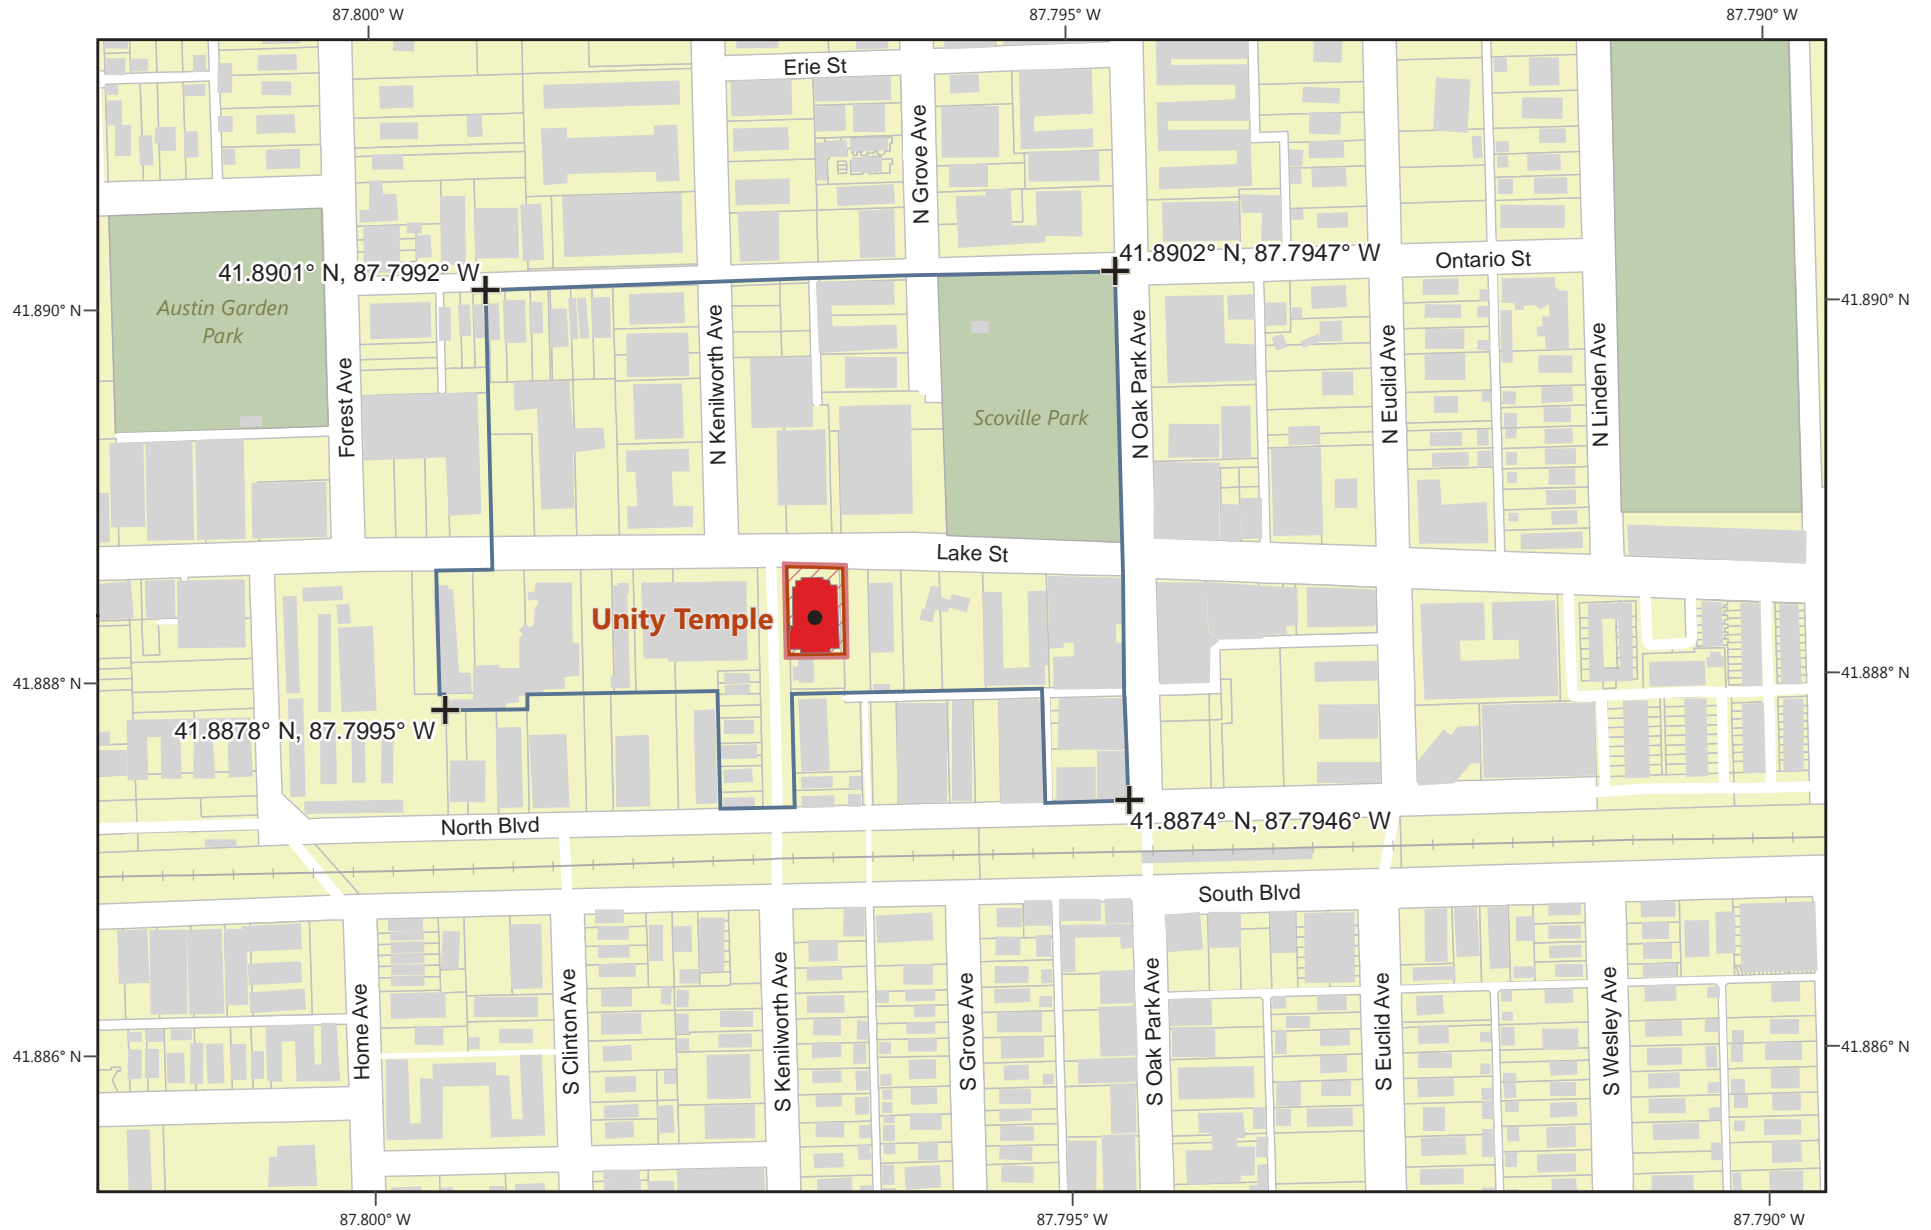 87.800° W
87.795° W
87.790° W
Erie St
N Grove Ave
41.8901° N, 87.7992° W
41.8902° N, 87.7947° W
Ontario St
Austin Garden
Park
41.890° N
41.890° N
Forest Ave
N Kenilworth Ave
Scoville Park
N Oak Park Ave
N Euclid Ave
N Linden Ave
Lake St
Unity Temple
41.888° N
41.888° N
41.8878° N, 87.7995° W
North Blvd
41.8874° N, 87.7946° W
South Blvd
Home Ave
S Clinton Ave
S Kenilworth Ave
S Grove Ave
S Oak Park Ave
S Euclid Ave
S Wesley Ave
41.886° N
41.886° N
87.800° W
87.795° W
87.790° W